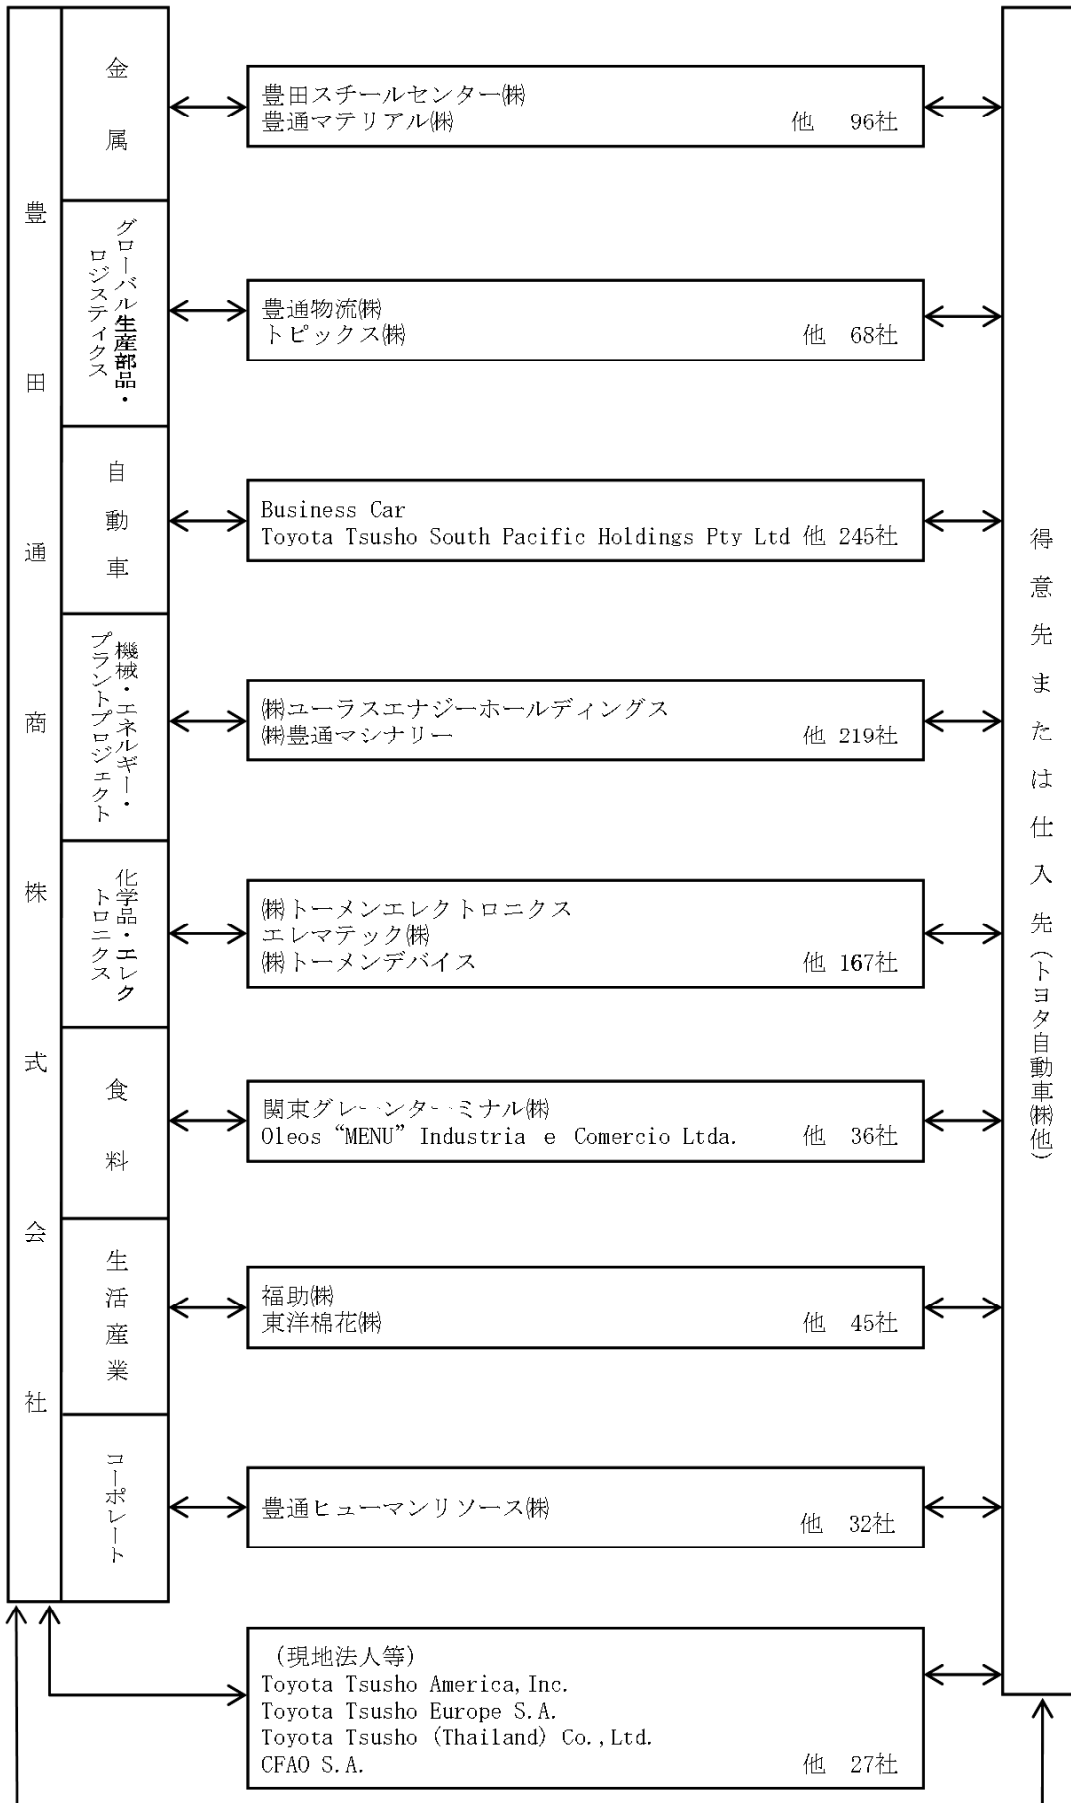 豊田通商株式会社
金属
豊田スチールセンター㈱
豊通マテリアル㈱ 他 96社
グローバル生産部品・
ロジスティクス
豊通物流㈱
トピックス㈱ 他 68社
自動車
Business Car
Toyota Tsusho South Pacific Holdings Pty Ltd 他 245社
機械・エネルギー・
プラントプロジェクト
㈱ユーラスエナジーホールディングス
㈱豊通マシナリー 他 219社
化学品・エレク
トロニクス
㈱トーメンエレクトロニクス
エレマテック㈱
㈱トーメンデバイス 他 167社
食料
関東グレーンターミナル㈱
Oleos “MENU” Industria e Comercio Ltda. 他 36社
生活産業
福助㈱
東洋棉花㈱ 他 45社
コーポレート
豊通ヒューマンリソース㈱
他 32社
(現地法人等)
Toyota Tsusho America,Inc.
Toyota Tsusho Europe S.A.
Toyota Tsusho (Thailand) Co.,Ltd.
CFAO S.A. 他 27社
得意先または仕入先(トヨタ自動車㈱他)